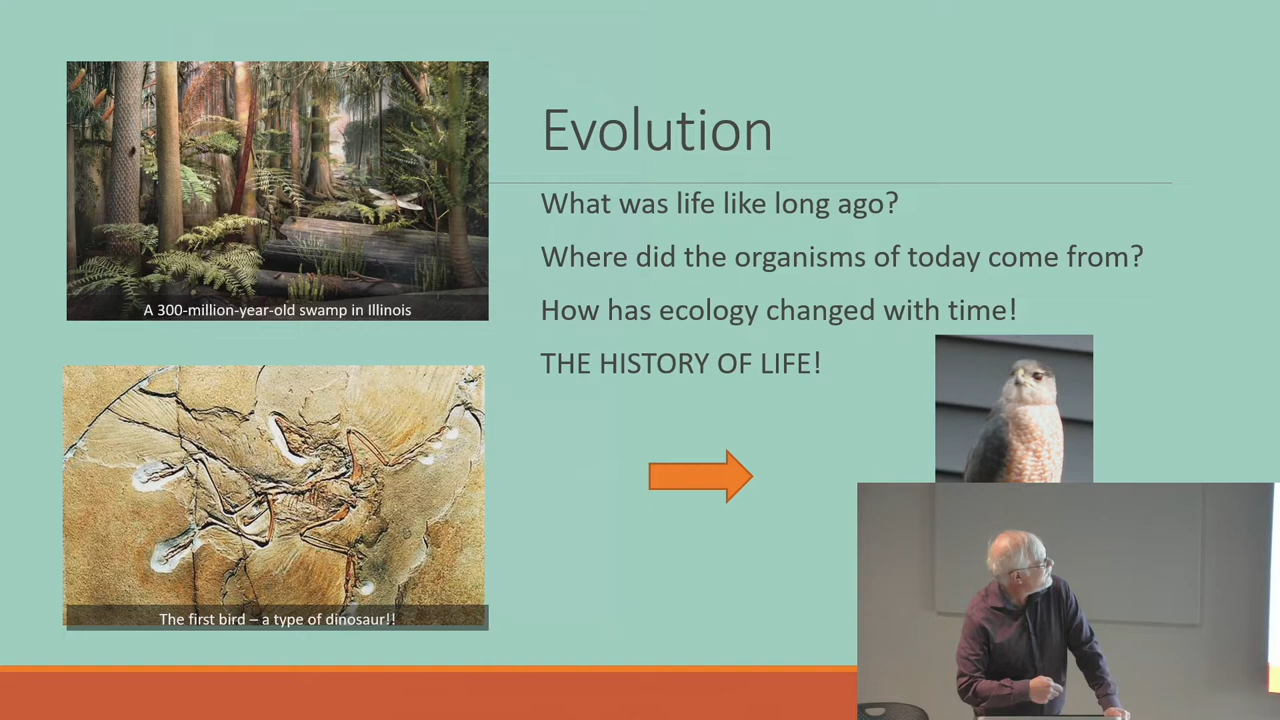 Evolution
What was life like long ago?
Where did the organisms of today come from?
How has ecology changed with time!
THE HISTORY OF LIFE!
A 300-million-year-old swamp in Illinois
The first bird – a type of dinosaur!!